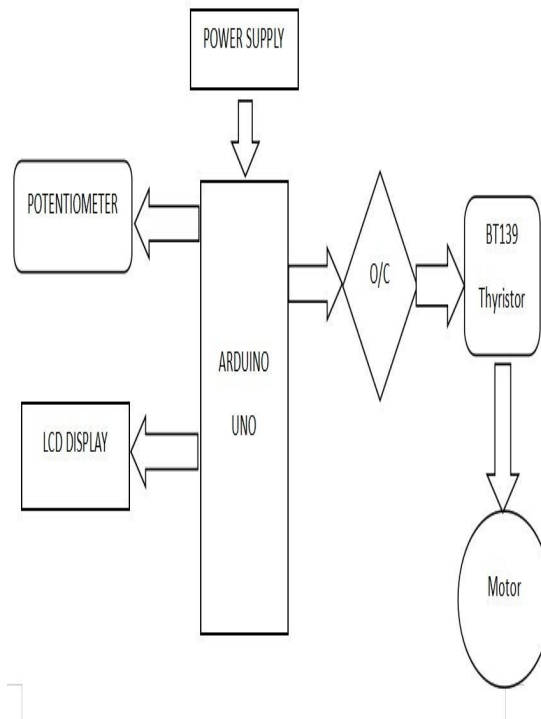 POWER SUPPLY
POTENTIOMETER
BT139
Thyristor
O/C
ARDUINO
UNO
LCD DISPLAY
Motor